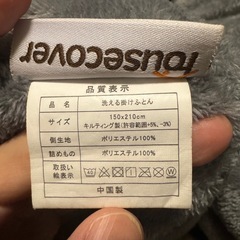 Tousecover
品質表示
品名 洗える掛けふとん
サイズ 150x210cm
キルティング製(許容範囲+5%、-3%)
側生地 ポリエステル100%
詰めもの ポリエステル100%
取り扱い
絵表示
中国製